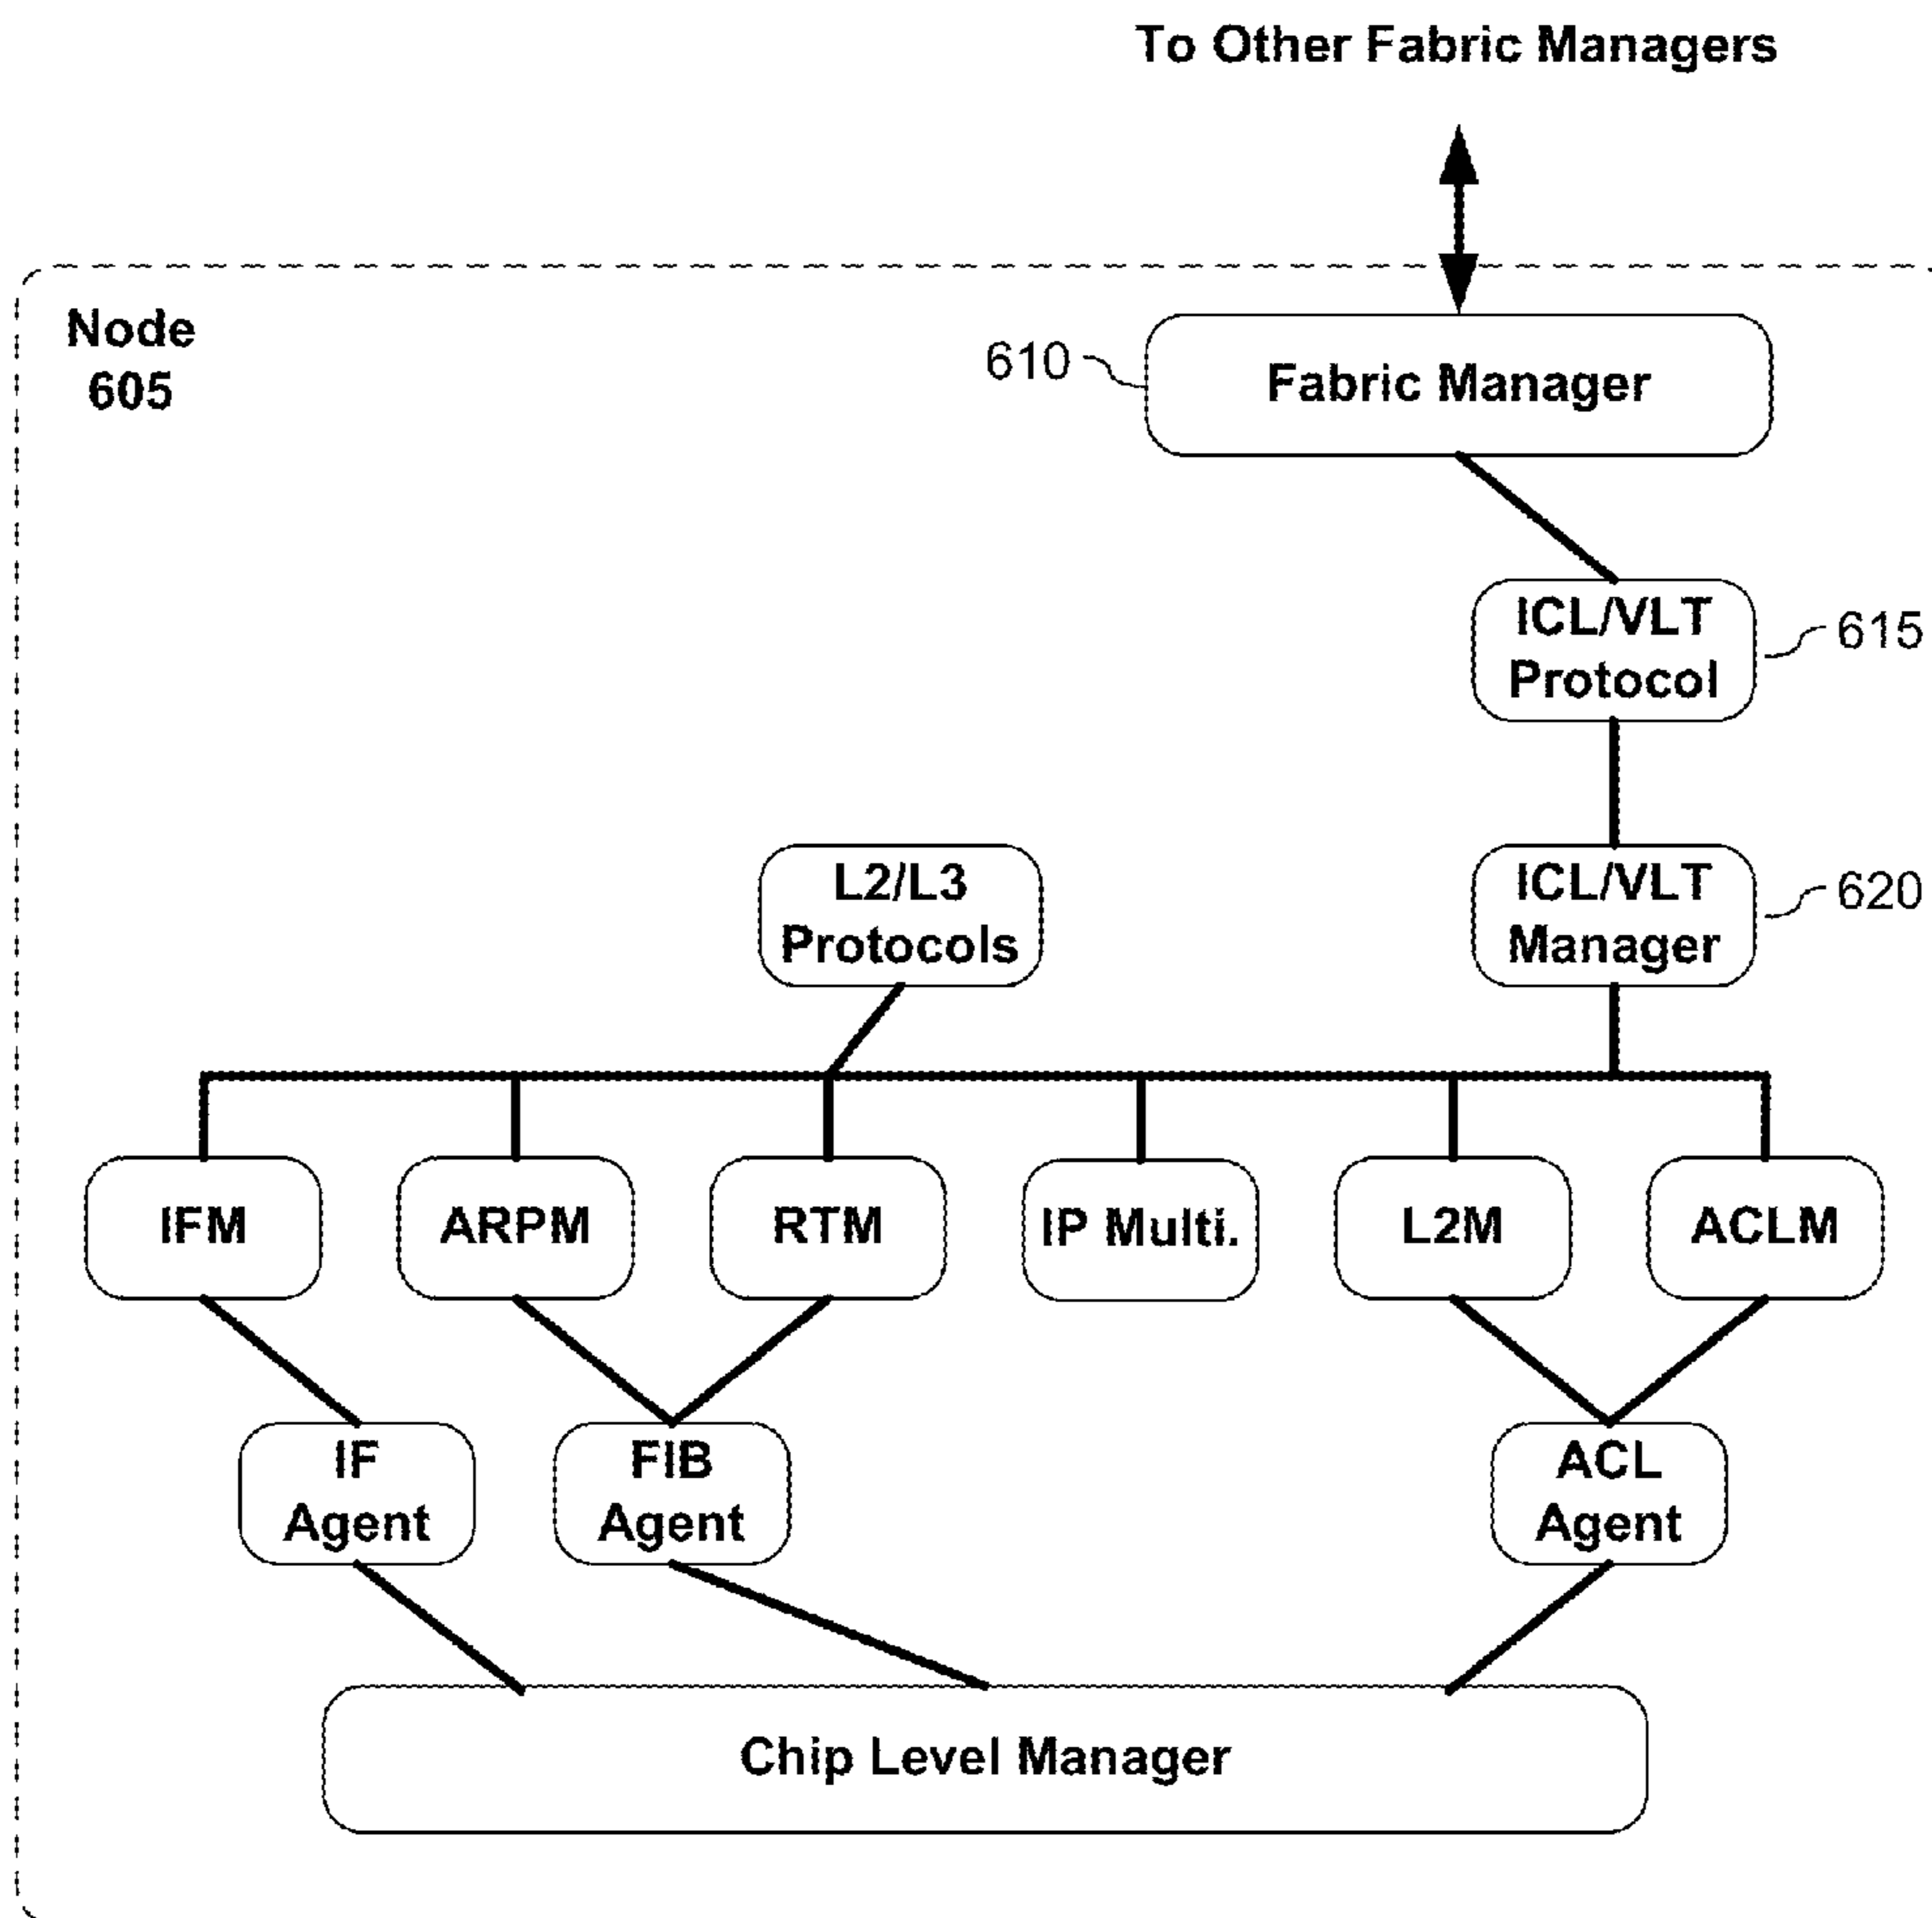 To Other Fabric Managers
Node
605
610
Fabric Manager
ICL/VLT
Protocol
615
L2/L3
Protocols
ICL/VLT
Manager
620
IFM
ARPM
RTM
IP Multi.
L2M
ACLM
IF
Agent
FIB
Agent
ACL
Agent
Chip Level Manager